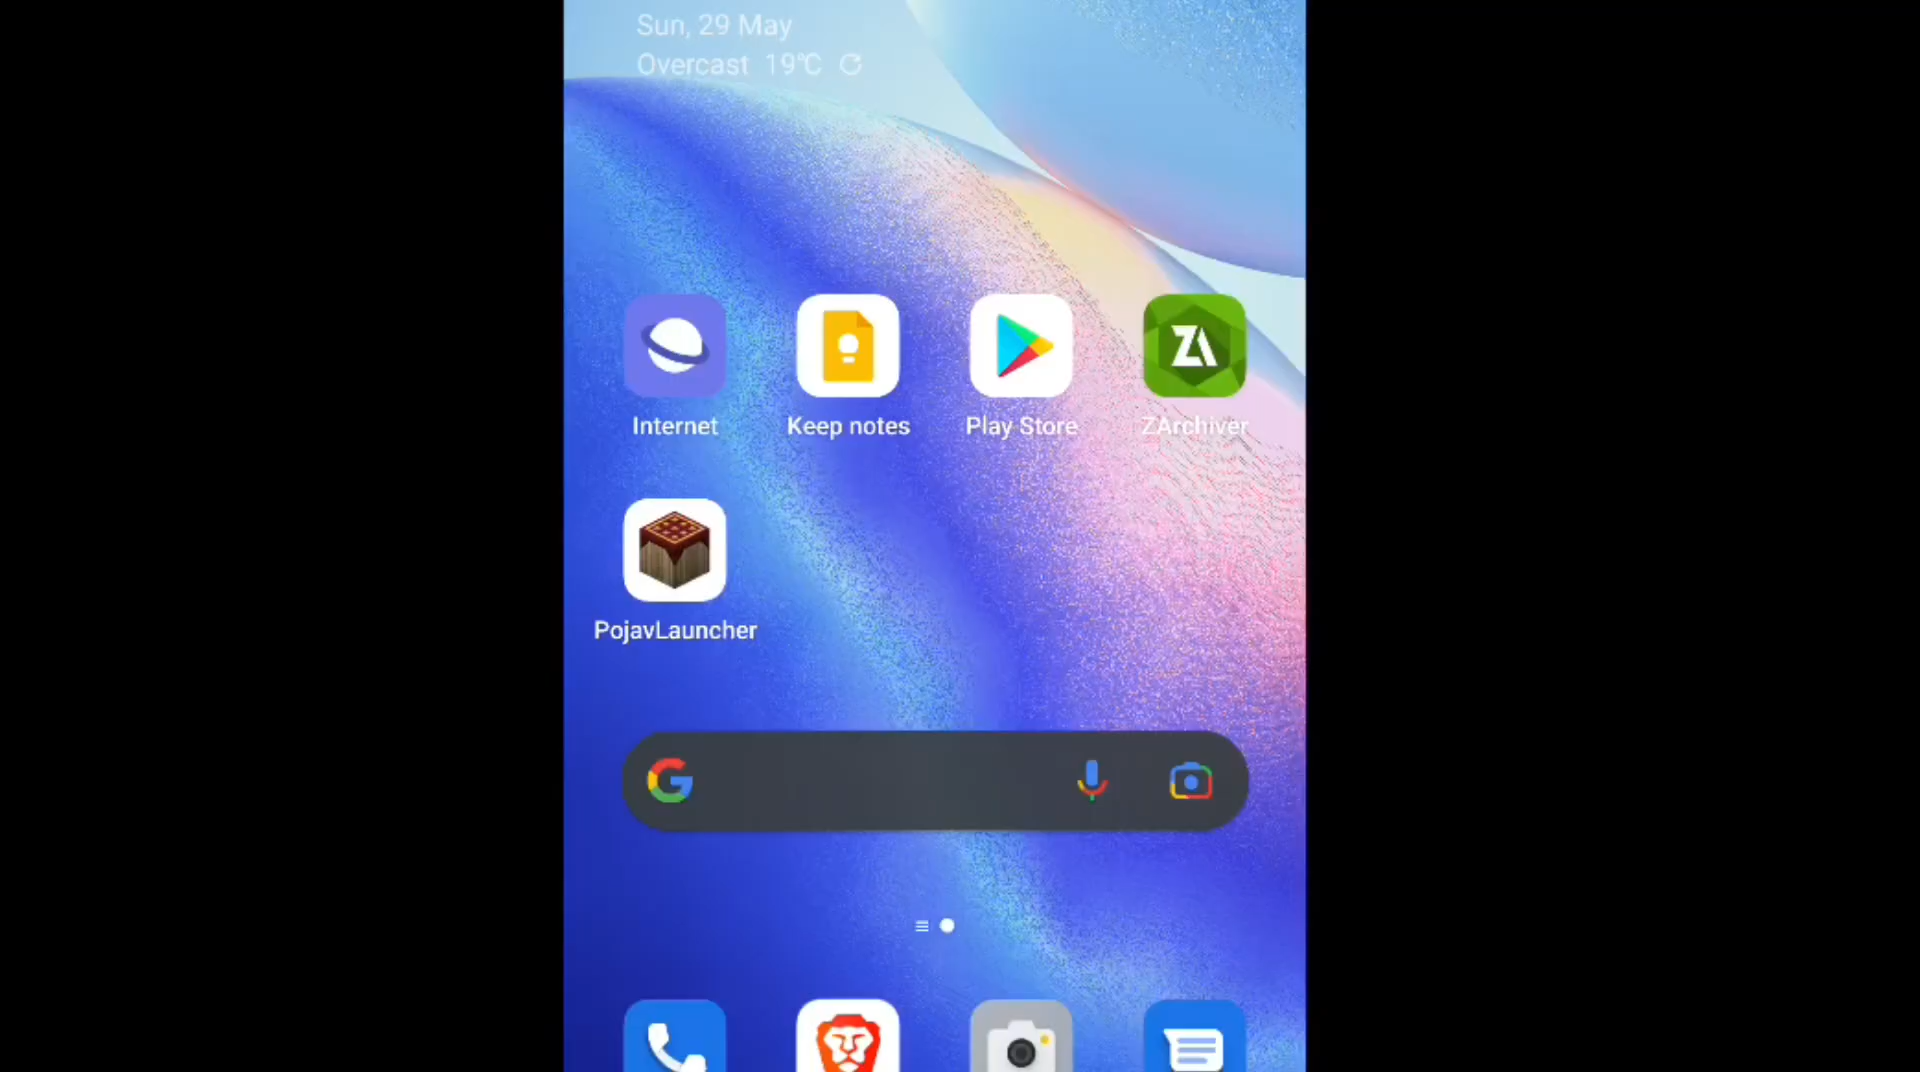 Sun, 29 May
Overcast 19°C
Internet
Keep notes
Play Store
ZArchiver
PojavLauncher